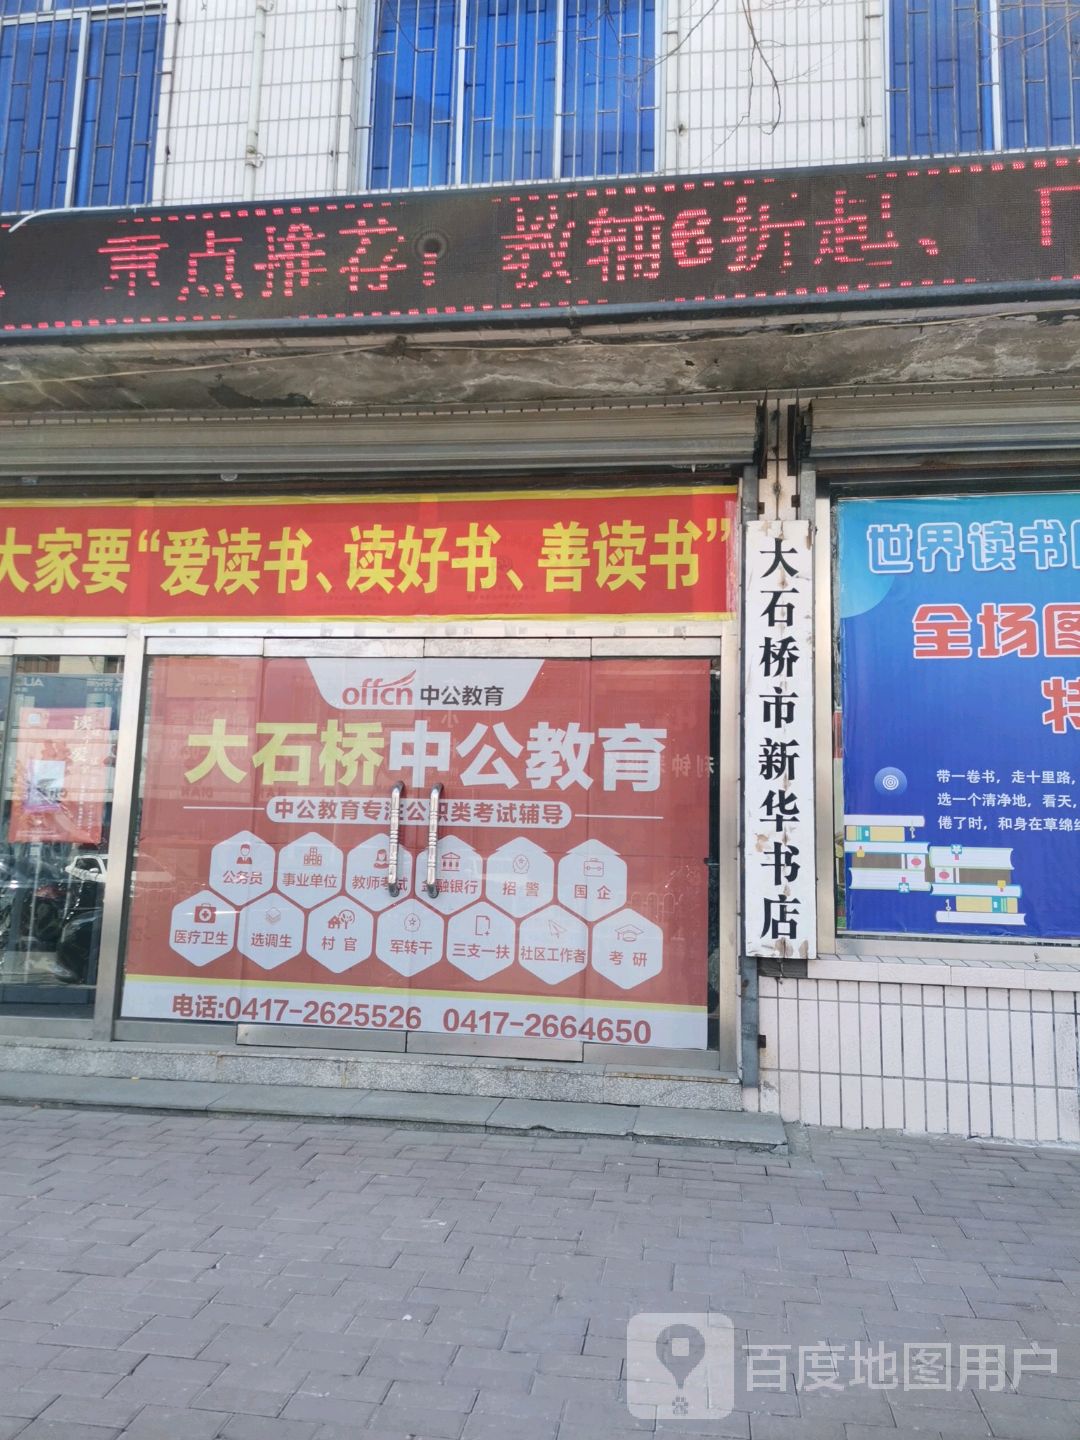 重点推荐：教辅6折起、
大家要“爱读书、读好书、善读书”
offcn 中公教育
大石桥中公教育
中公教育专注公职类考试辅导
公务员 事业单位 教师考试 金融银行 招警 国企
医疗卫生 选调生 村官 军转干 三支一扶 社区工作者 考研
电话:0417-2625526 0417-2664650
大石桥市新华书店
世界读书
全场图
特
带一卷书，走十里路，
选一个清净地，看天，
倦了时，和身在草绵
读
爱
百度地图用户